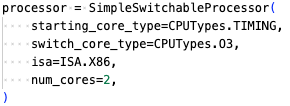 processor = SimpleSwitchableProcessor(
    starting_core_type=CPUTypes.TIMING,
    switch_core_type=CPUTypes.O3,
    isa=ISA.X86,
    num_cores=2,
)